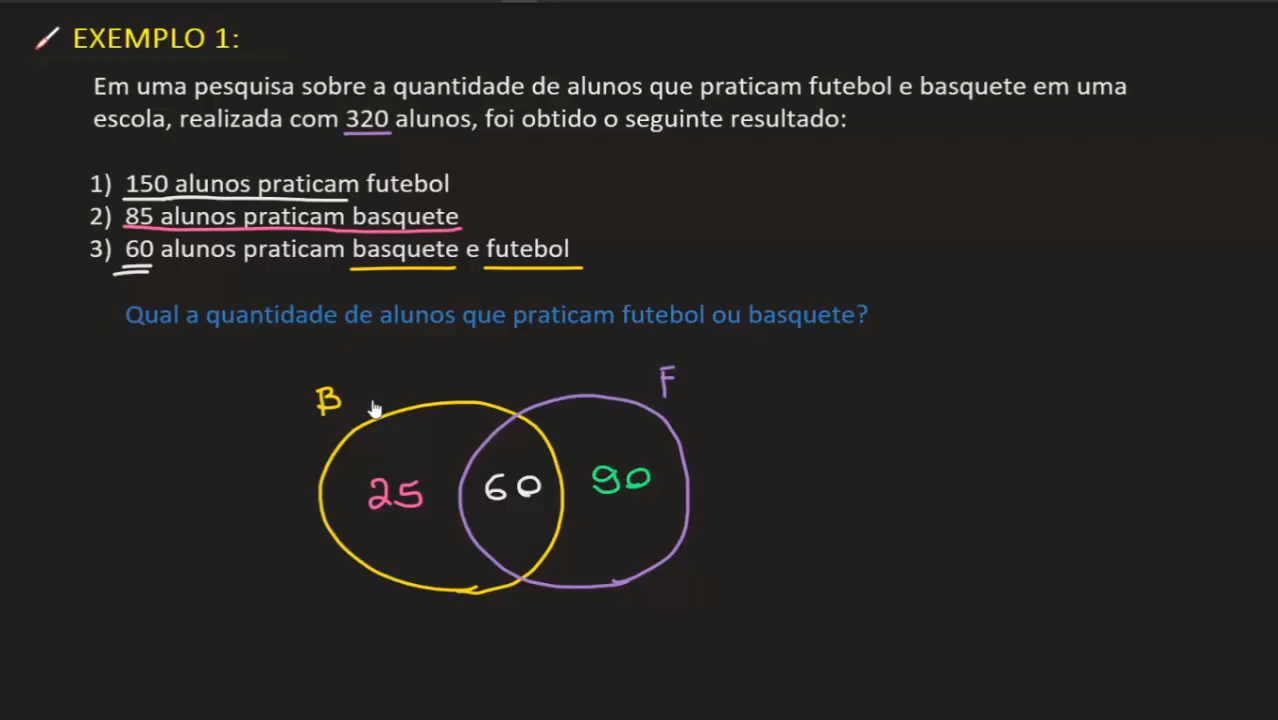 EXEMPLO 1:
Em uma pesquisa sobre a quantidade de alunos que praticam futebol e basquete em uma
escola, realizada com 320 alunos, foi obtido o seguinte resultado:
1) 150 alunos praticam futebol
2) 85 alunos praticam basquete
3) 60 alunos praticam basquete e futebol
Qual a quantidade de alunos que praticam futebol ou basquete?
B F
25 60 90